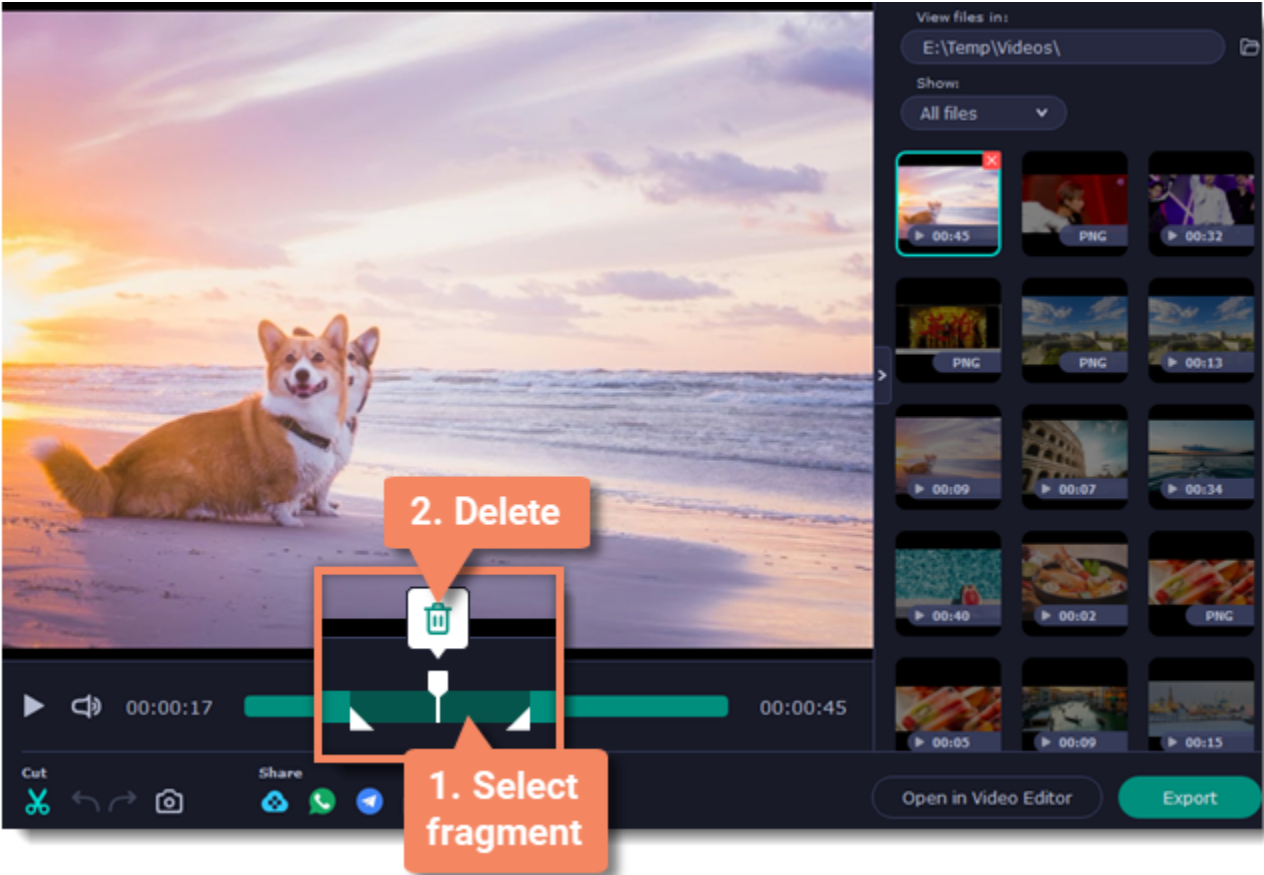 View files in:
E:\Temp\Videos\
Show:
All files
00:45
PNG
00:32
PNG
PNG
00:13
00:09
00:07
00:34
00:40
00:02
PNG
00:05
00:09
00:15
2. Delete
00:00:17
00:00:45
1. Select
fragment
Cut
Share
Open in Video Editor
Export